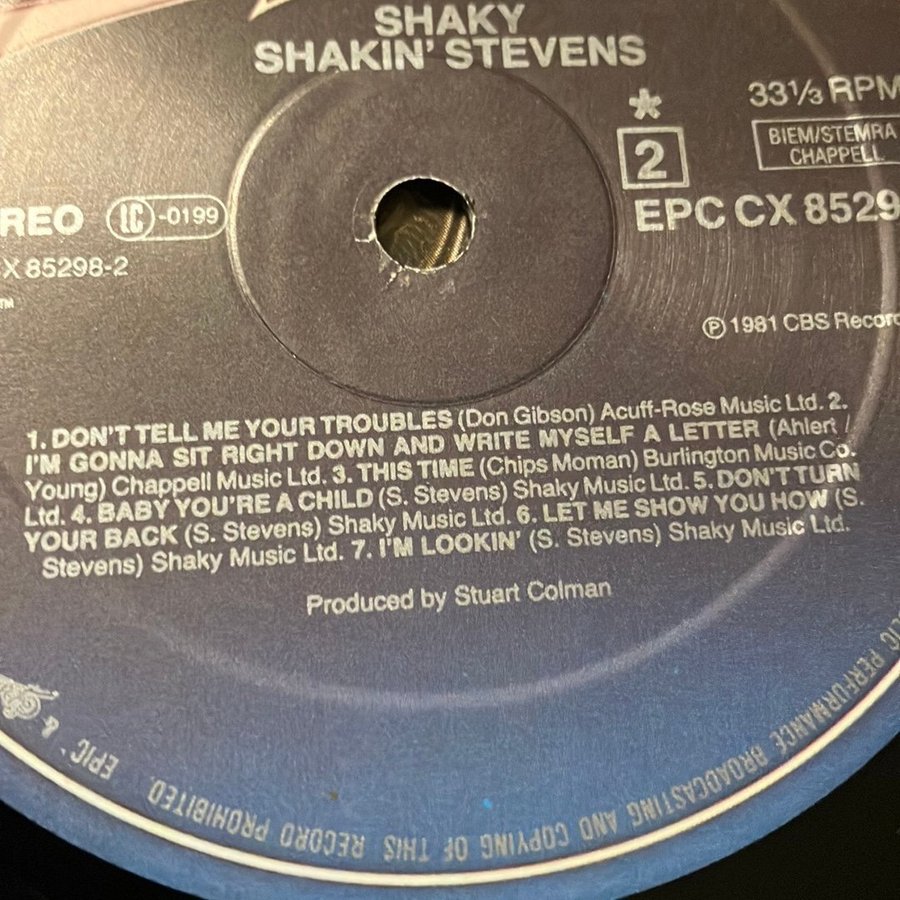 SHAKY
SHAKIN' STEVENS
33⅓ RPM
*
2
BIEM/STEMRA
CHAPPELL
REO
LC-0199
EPC CX 8529
X 85298-2
TM
℗ 1981 CBS Record
1. DON'T TELL ME YOUR TROUBLES (Don Gibson) Acuff-Rose Music Ltd. 2.
I'M GONNA SIT RIGHT DOWN AND WRITE MYSELF A LETTER (Ahlert /
Young) Chappell Music Ltd. 3. THIS TIME (Chips Moman) Burlington Music Co.
Ltd. 4. BABY YOU'RE A CHILD (S. Stevens) Shaky Music Ltd. 5. DON'T TURN
YOUR BACK (S. Stevens) Shaky Music Ltd. 6. LET ME SHOW YOU HOW (S.
Stevens) Shaky Music Ltd. 7. I'M LOOKIN' (S. Stevens) Shaky Music Ltd.
Produced by Stuart Colman
PERFORMANCE BROADCASTING AND COPYING OF THIS RECORD PROHIBITED. EPIC &